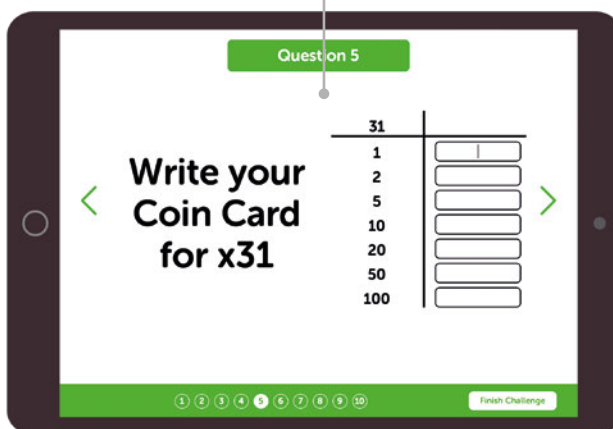 Question 5
Write your
Coin Card
for x31
31
1
2
5
10
20
50
100
1 2 3 4 5 6 7 8 9 10
Finish Challenge